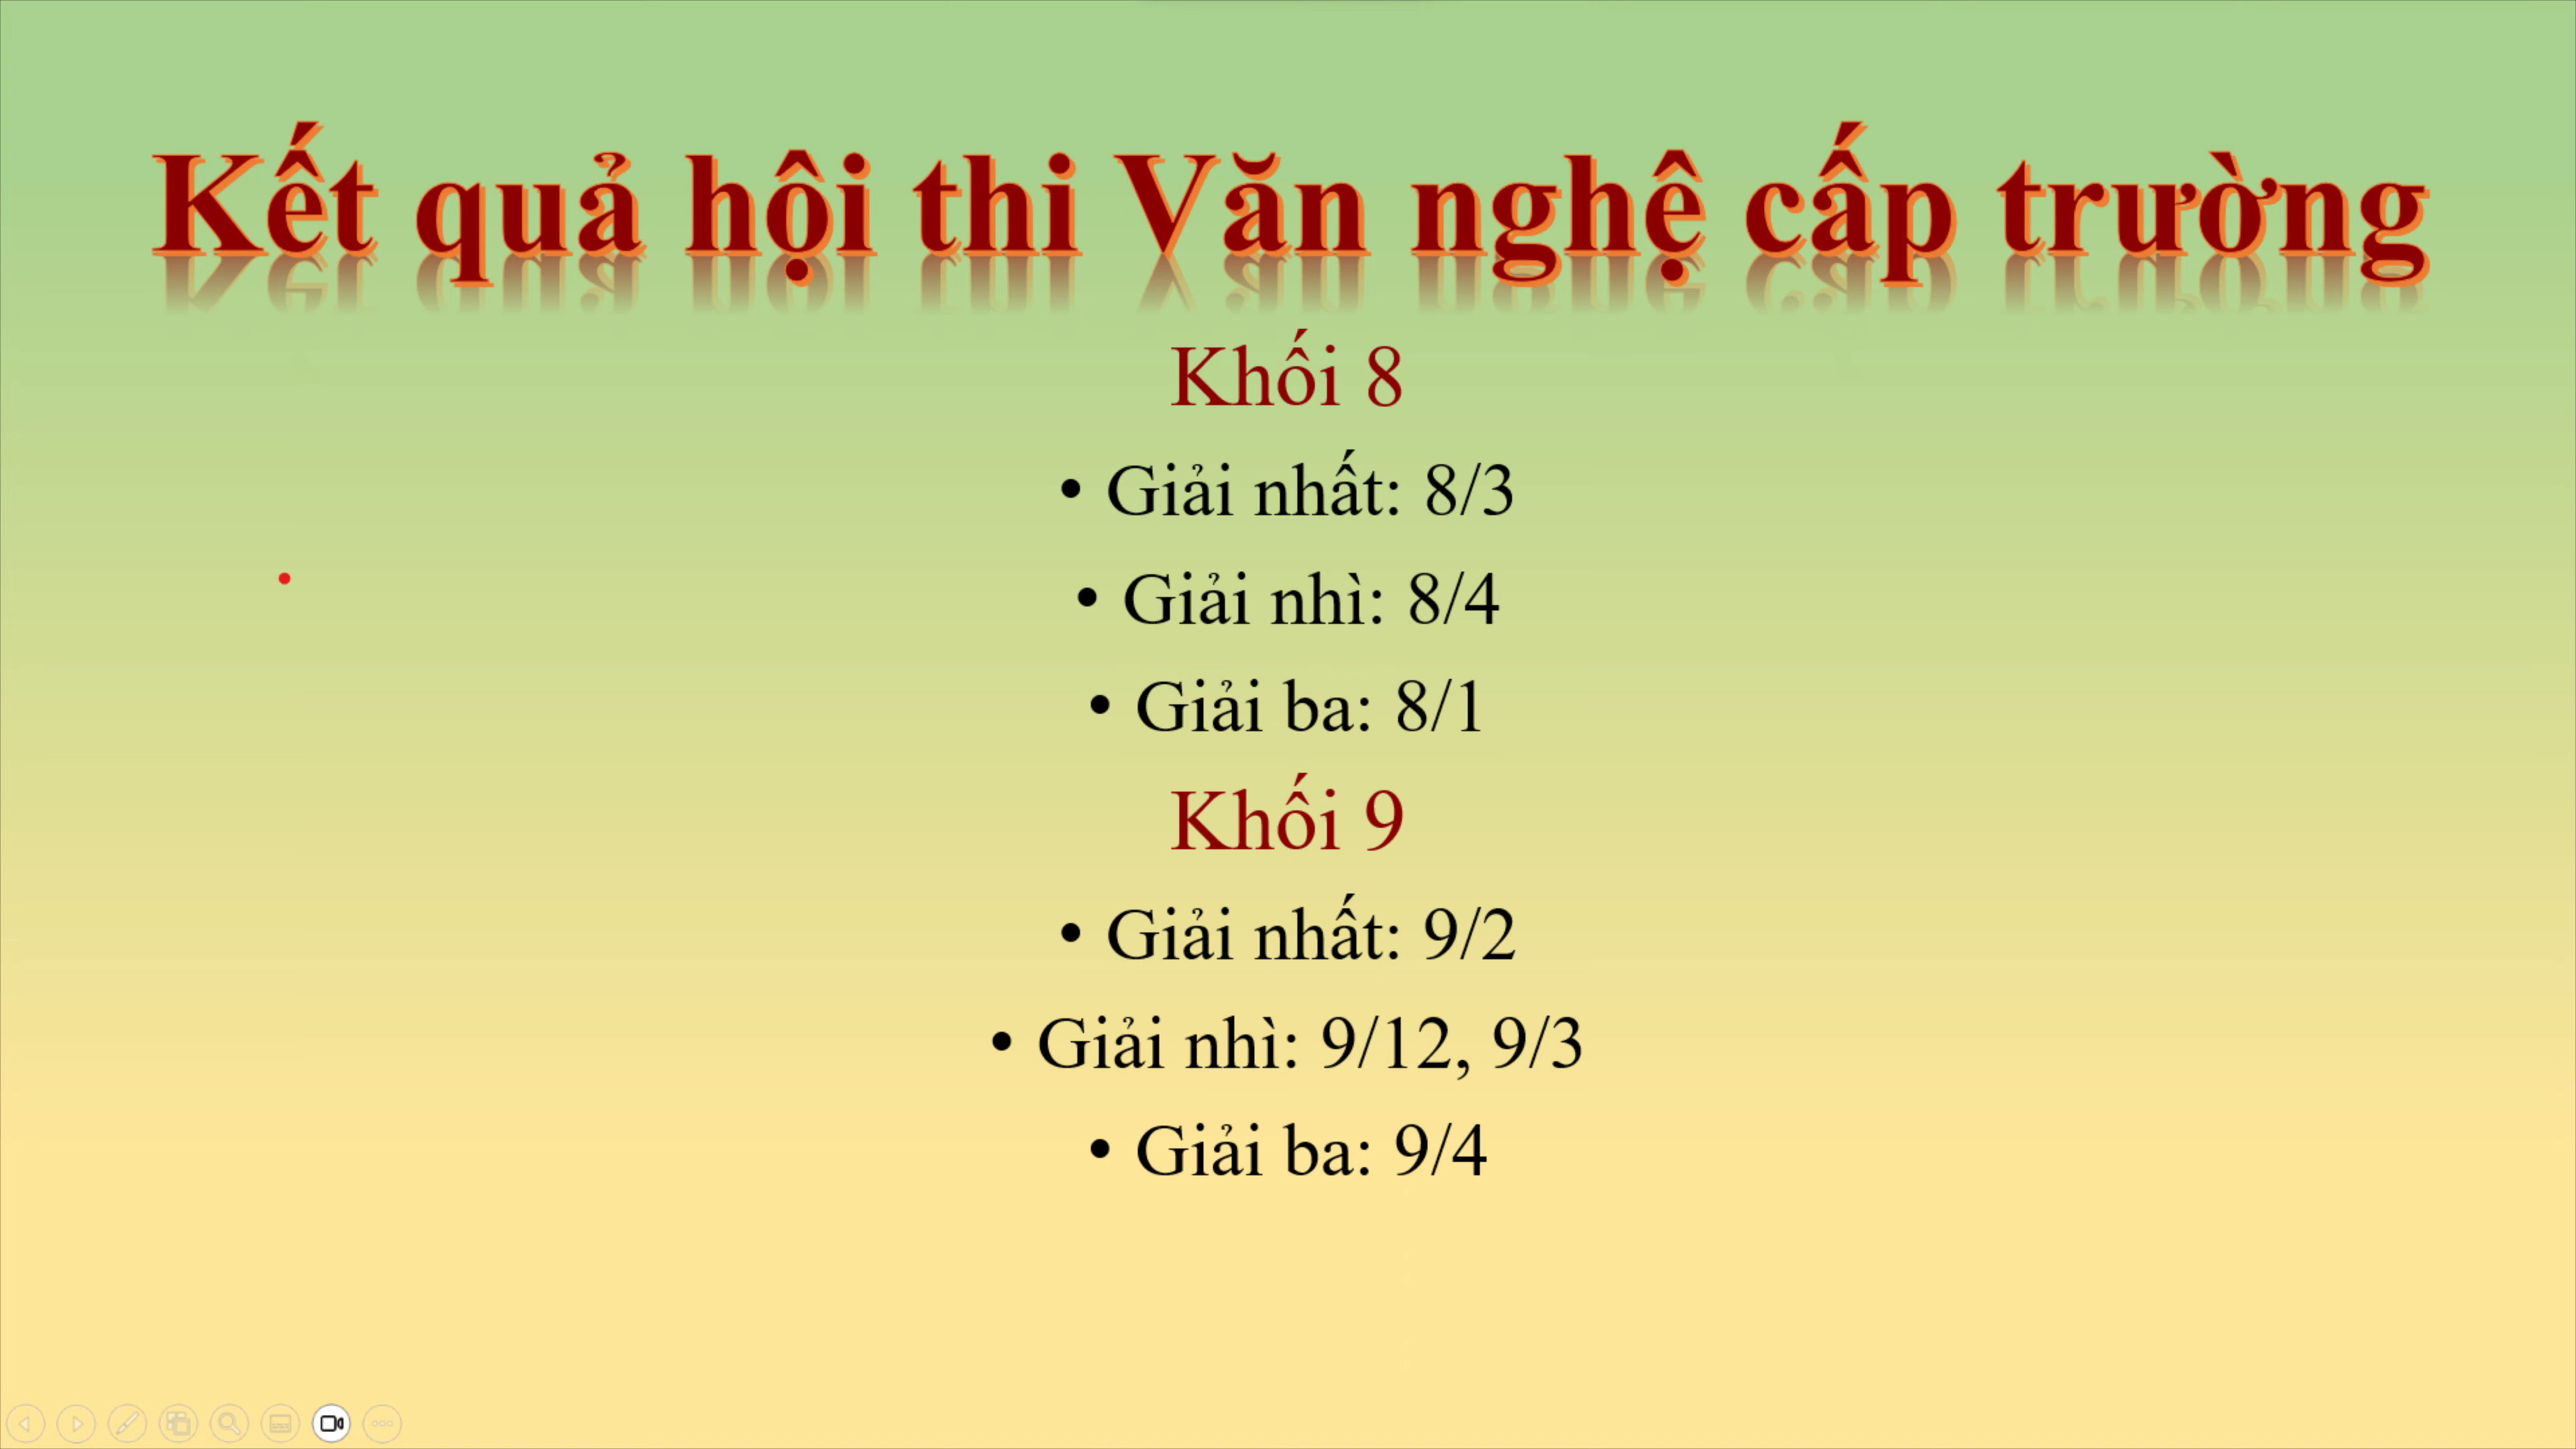 Kết quả hội thi Văn nghệ cấp trường
Khối 8
• Giải nhất: 8/3
• Giải nhì: 8/4
• Giải ba: 8/1
Khối 9
• Giải nhất: 9/2
• Giải nhì: 9/12, 9/3
• Giải ba: 9/4